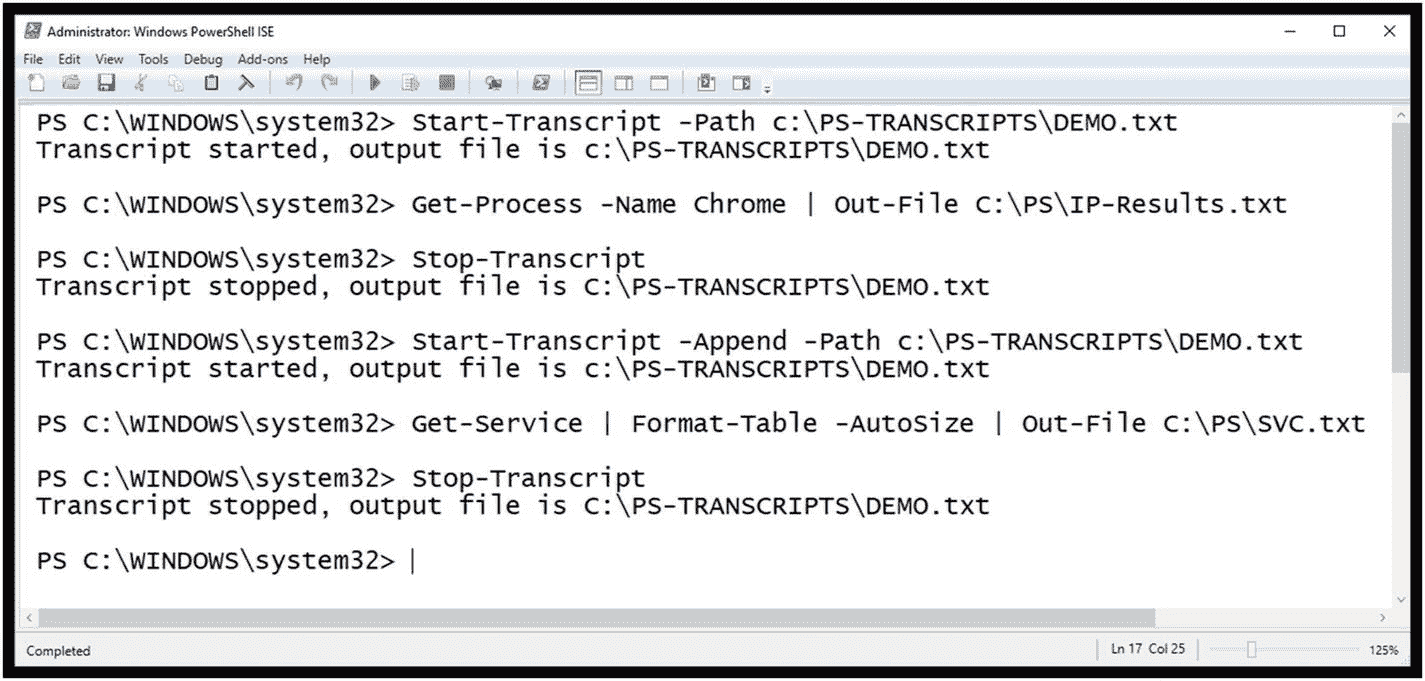 Administrator: Windows PowerShell ISE
File Edit View Tools Debug Add-ons Help
PS C:\WINDOWS\system32> Start-Transcript -Path c:\PS-TRANSCRIPTS\DEMO.txt
Transcript started, output file is c:\PS-TRANSCRIPTS\DEMO.txt
PS C:\WINDOWS\system32> Get-Process -Name Chrome | Out-File C:\PS\IP-Results.txt
PS C:\WINDOWS\system32> Stop-Transcript
Transcript stopped, output file is C:\PS-TRANSCRIPTS\DEMO.txt
PS C:\WINDOWS\system32> Start-Transcript -Append -Path c:\PS-TRANSCRIPTS\DEMO.txt
Transcript started, output file is c:\PS-TRANSCRIPTS\DEMO.txt
PS C:\WINDOWS\system32> Get-Service | Format-Table -AutoSize | Out-File C:\PS\SVC.txt
PS C:\WINDOWS\system32> Stop-Transcript
Transcript stopped, output file is C:\PS-TRANSCRIPTS\DEMO.txt
PS C:\WINDOWS\system32>
Completed Ln 17 Col 25 125%